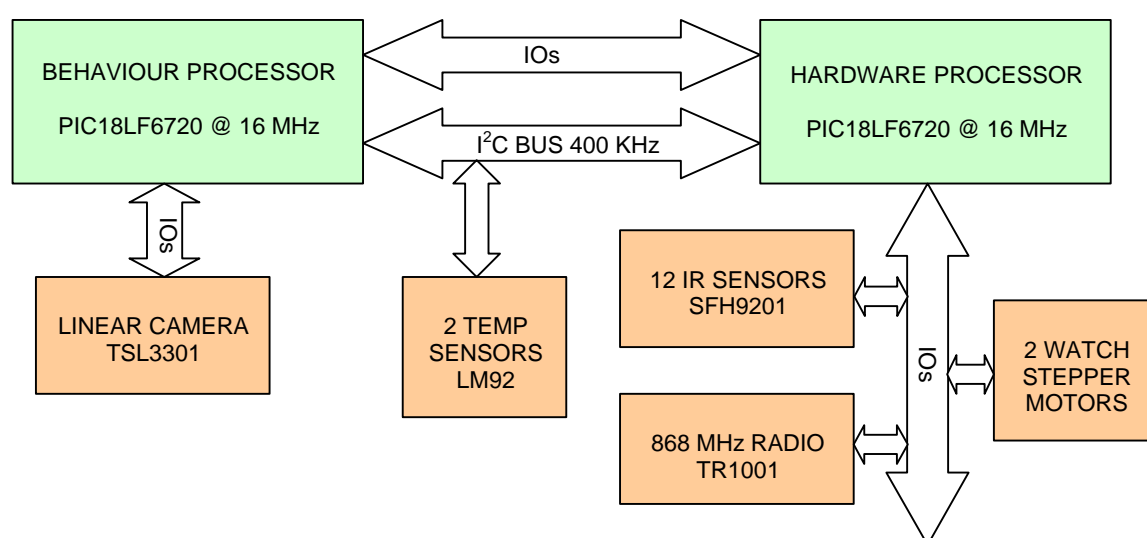 BEHAVIOUR PROCESSOR
PIC18LF6720 @ 16 MHz
IOs
I²C BUS 400 KHz
HARDWARE PROCESSOR
PIC18LF6720 @ 16 MHz
IOs
LINEAR CAMERA
TSL3301
2 TEMP
SENSORS
LM92
12 IR SENSORS
SFH9201
IOs
2 WATCH
STEPPER
MOTORS
868 MHz RADIO
TR1001